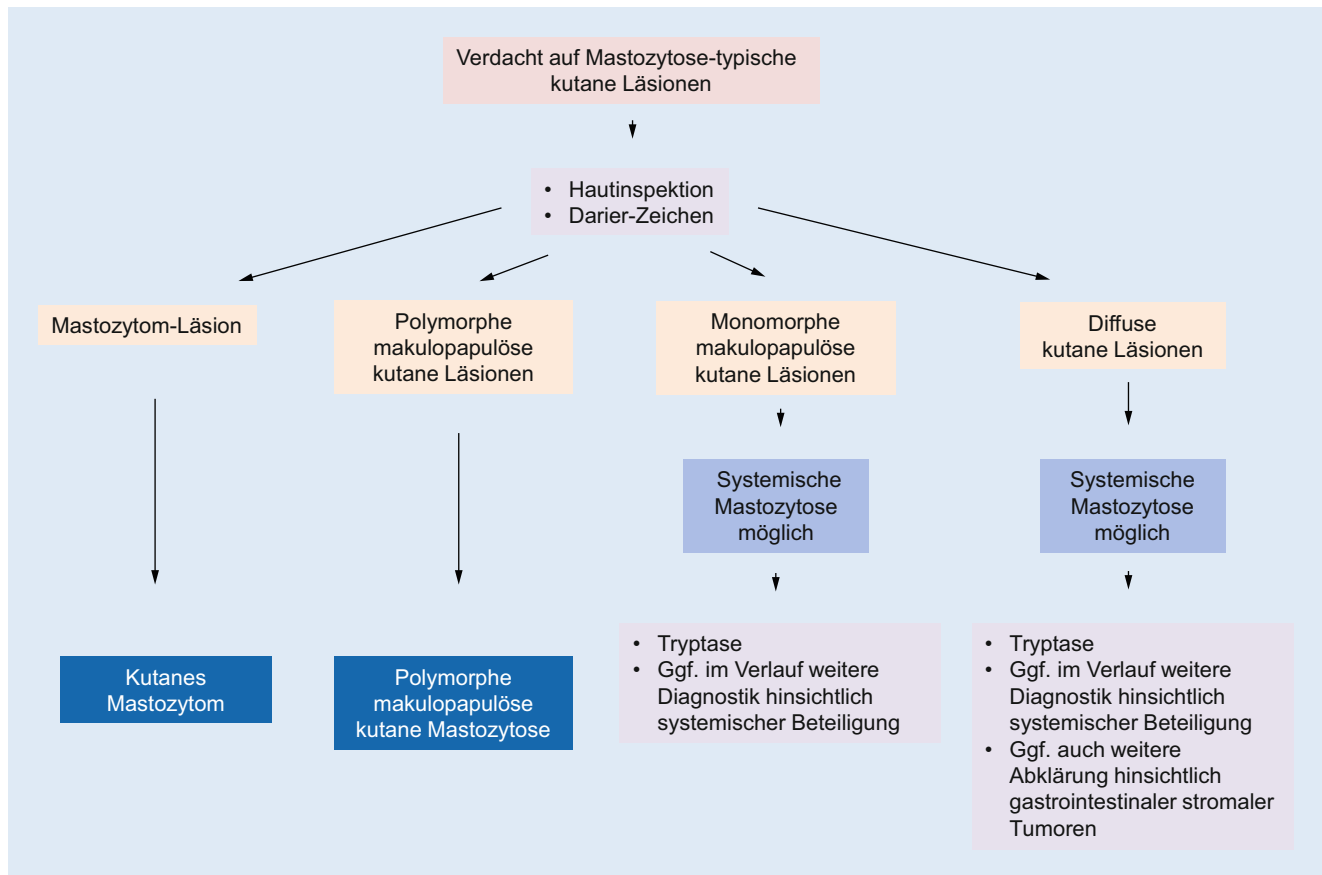 Verdacht auf Mastozytose-typische
kutane Läsionen
• Hautinspektion
• Darier-Zeichen
Mastozytom-Läsion
Polymorphe
makulopapulöse
kutane Läsionen
Monomorphe
makulopapulöse
kutane Läsionen
Diffuse
kutane Läsionen
Systemische
Mastozytose
möglich
Systemische
Mastozytose
möglich
Kutanes
Mastozytom
Polymorphe
makulopapulöse
kutane Mastozytose
• Tryptase
• Ggf. im Verlauf weitere
Diagnostik hinsichtlich
systemischer Beteiligung
• Tryptase
• Ggf. im Verlauf weitere
Diagnostik hinsichtlich
systemischer Beteiligung
• Ggf. auch weitere
Abklärung hinsichtlich
gastrointestinaler stromaler
Tumoren